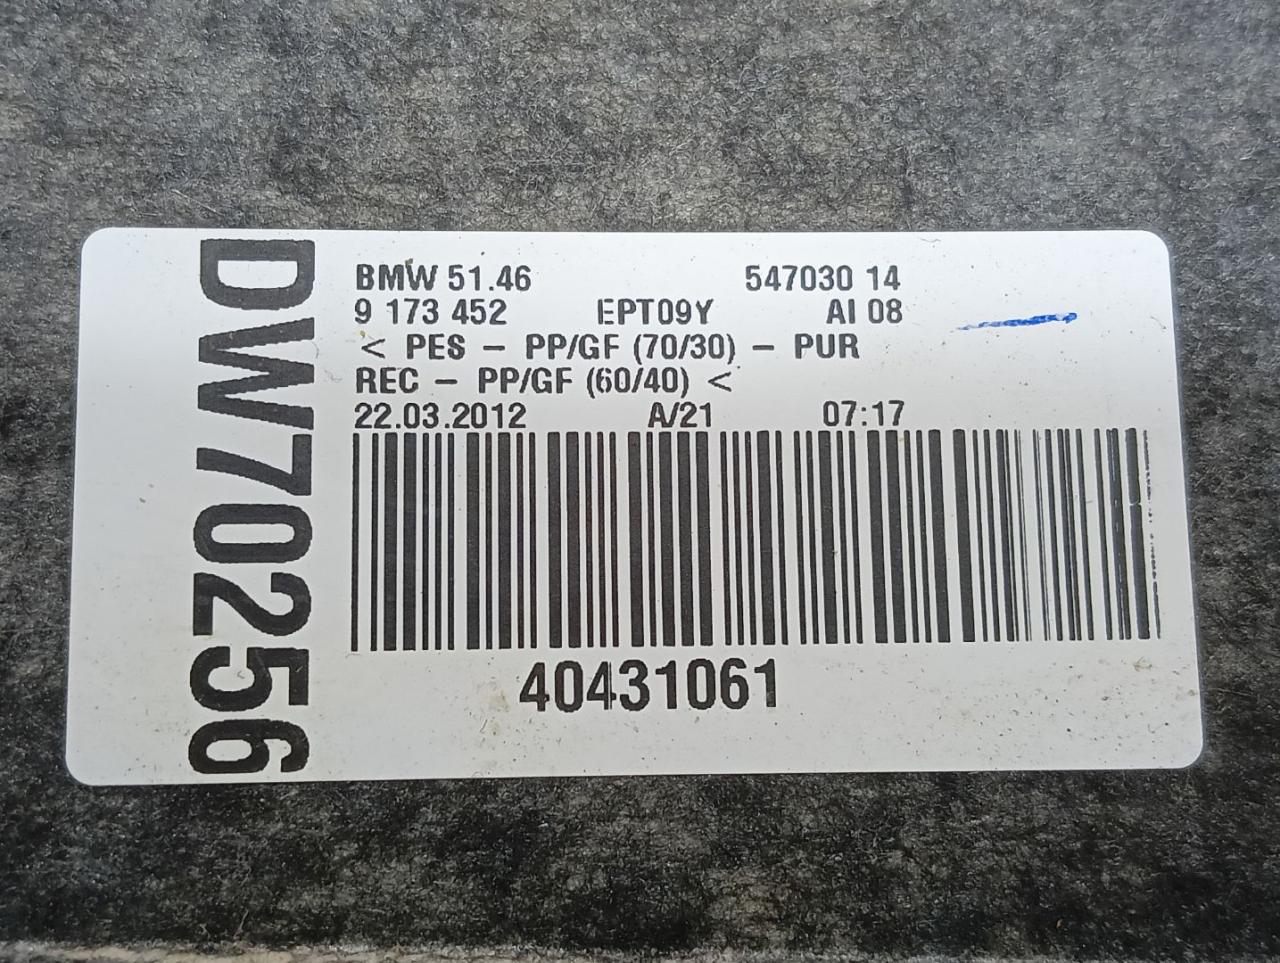 DW70256
BMW 51.46 547030 14
9 173 452 EPT09Y AI 08
< PES - PP/GF (70/30) - PUR
REC - PP/GF (60/40) <
22.03.2012 A/21 07:17
40431061